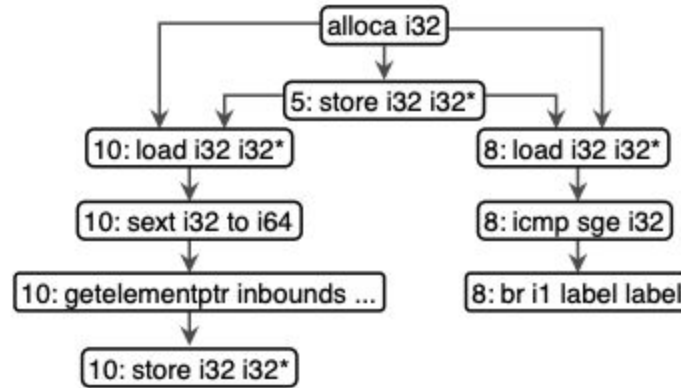 alloca i32
5: store i32 i32*
10: load i32 i32*
8: load i32 i32*
10: sext i32 to i64
8: icmp sge i32
10: getelementptr inbounds ...
8: br i1 label label
10: store i32 i32*